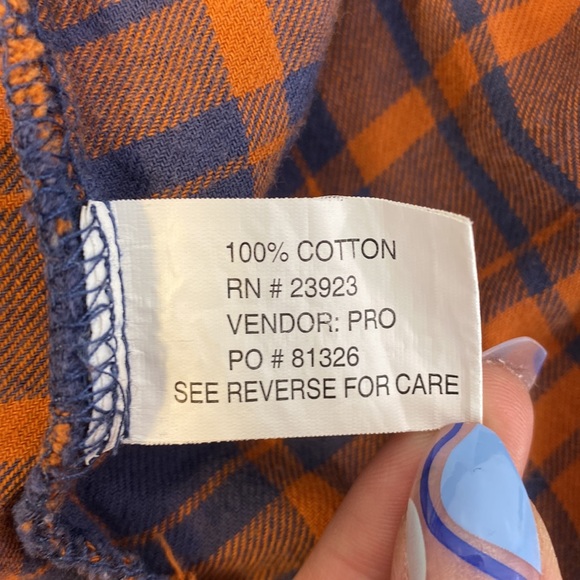 100% COTTON
RN # 23923
VENDOR: PRO
PO # 81326
SEE REVERSE FOR CARE